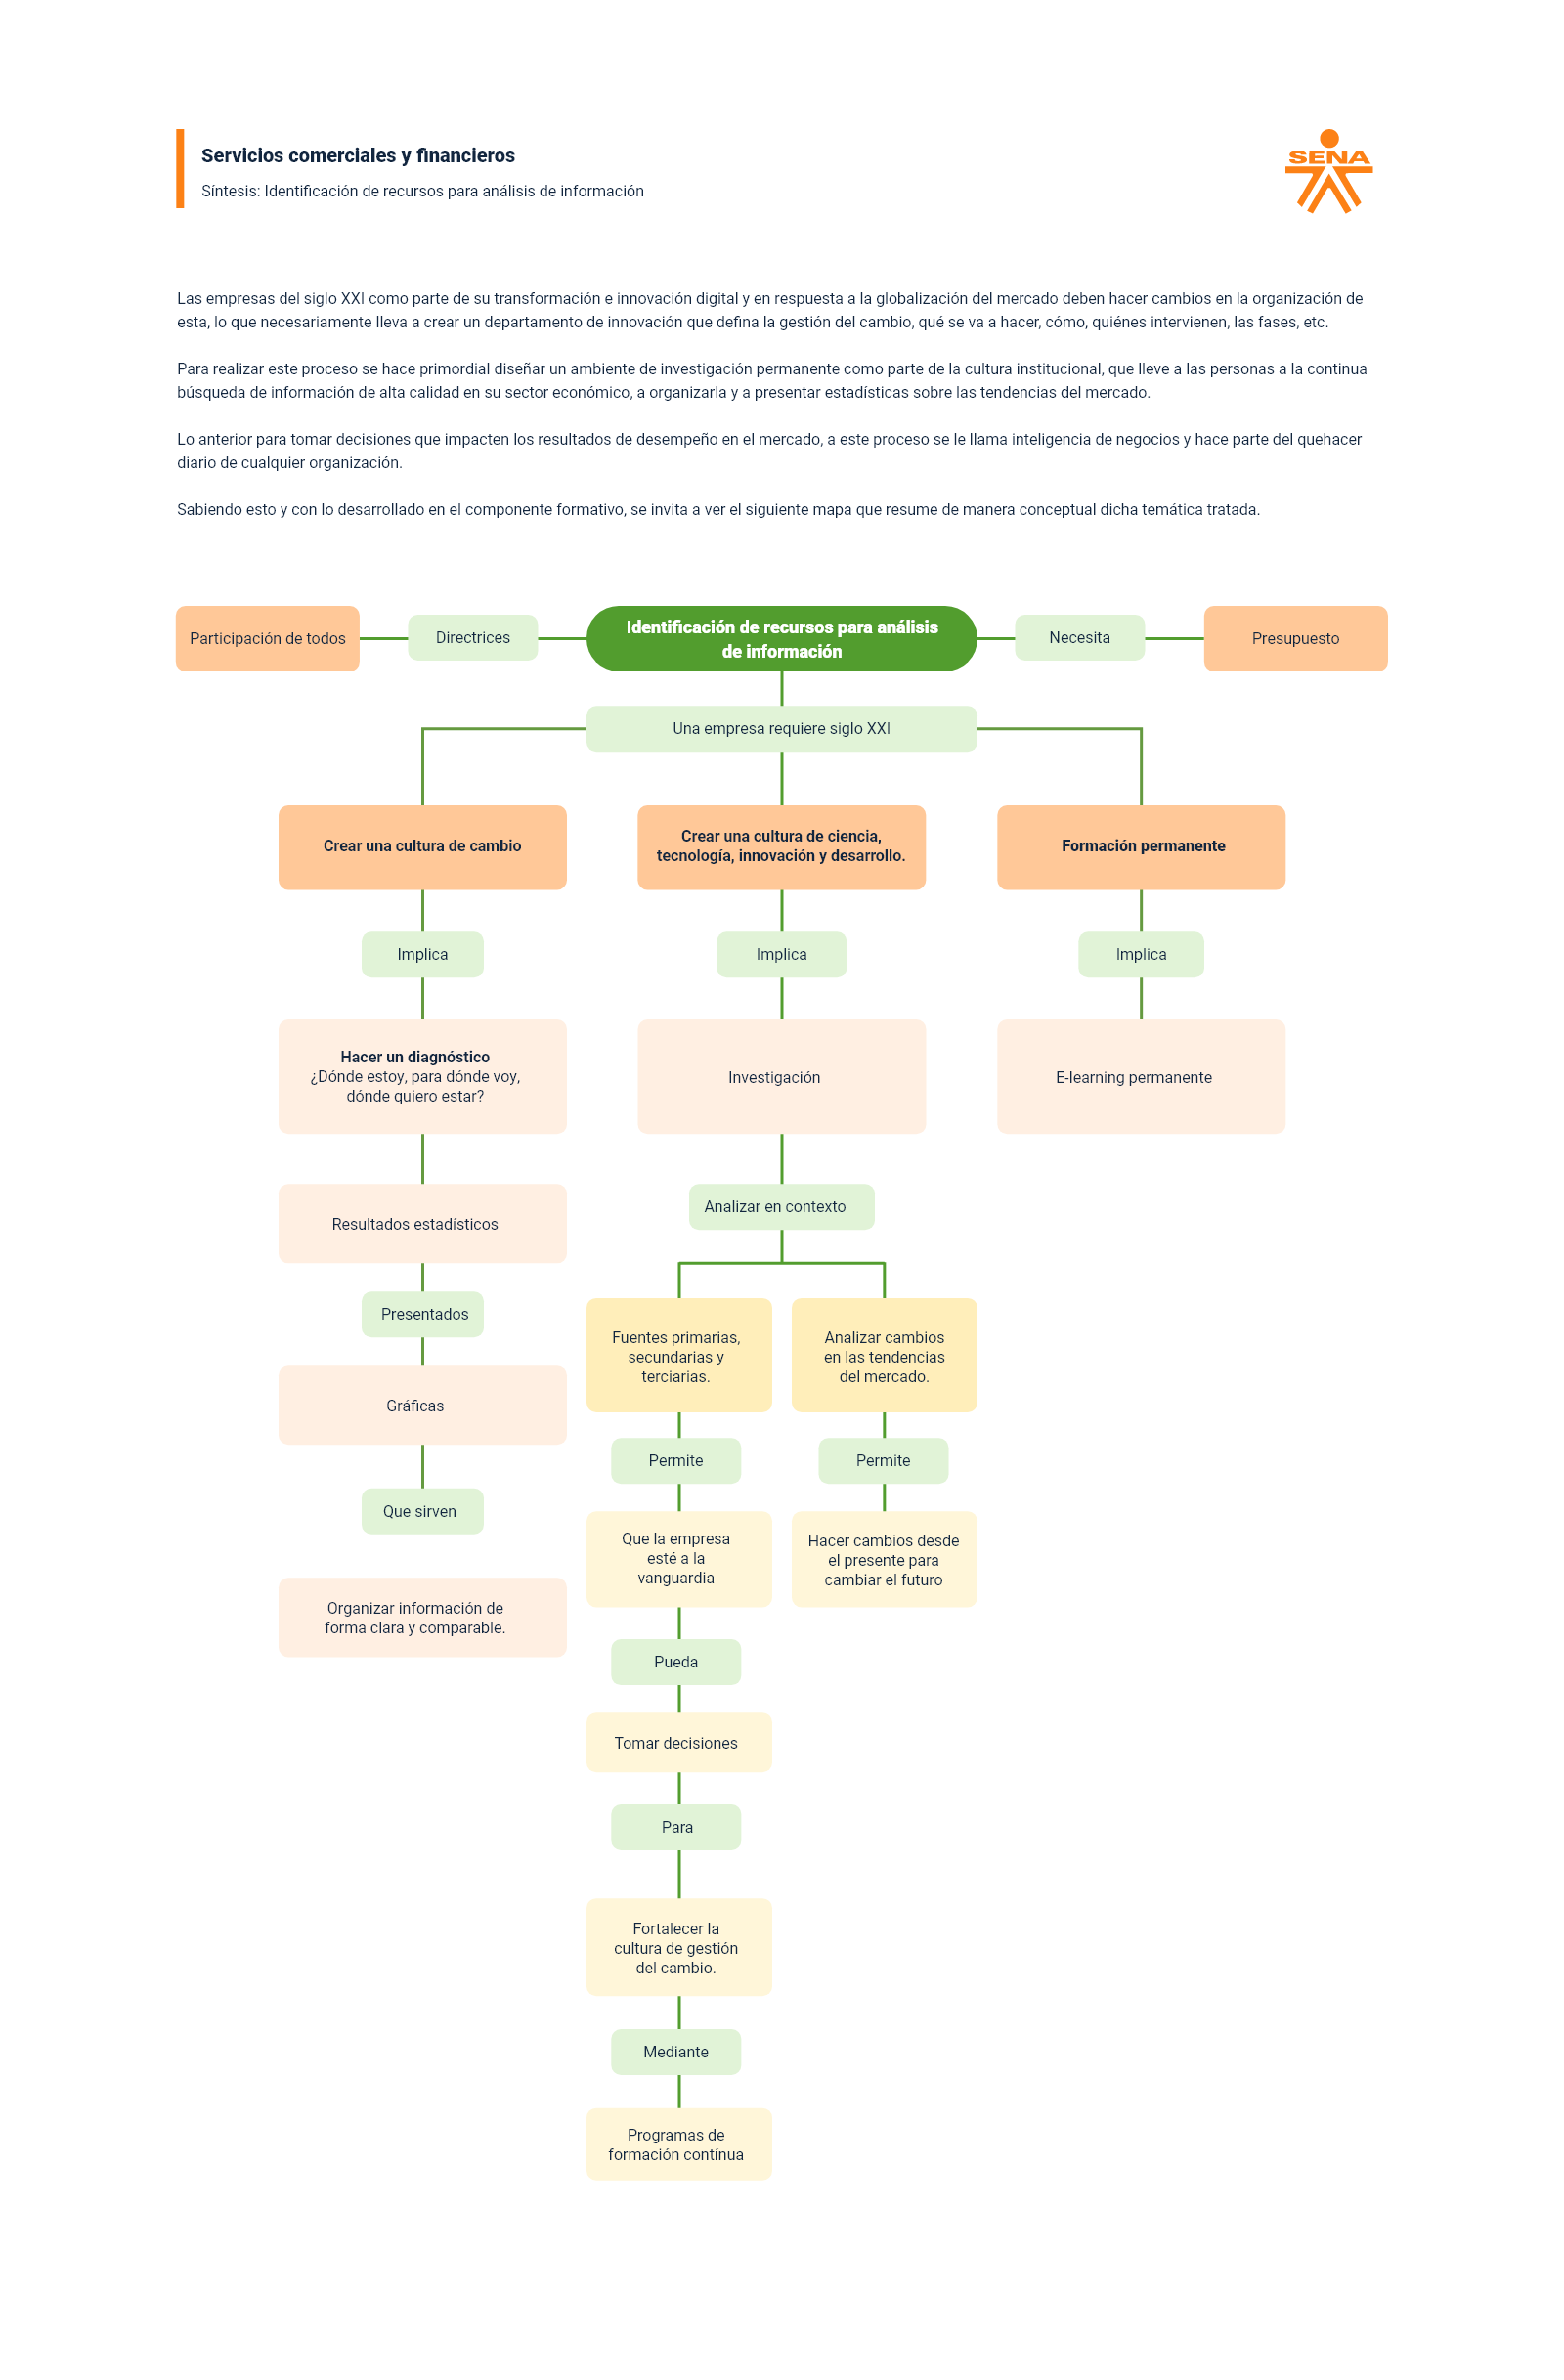 Servicios comerciales y financieros
Síntesis: Identificación de recursos para análisis de información
SENA
Las empresas del siglo XXI como parte de su transformación e innovación digital y en respuesta a la globalización del mercado deben hacer cambios en la organización de
esta, lo que necesariamente lleva a crear un departamento de innovación que defina la gestión del cambio, qué se va a hacer, cómo, quiénes intervienen, las fases, etc.
Para realizar este proceso se hace primordial diseñar un ambiente de investigación permanente como parte de la cultura institucional, que lleve a las personas a la continua
búsqueda de información de alta calidad en su sector económico, a organizarla y a presentar estadísticas sobre las tendencias del mercado.
Lo anterior para tomar decisiones que impacten los resultados de desempeño en el mercado, a este proceso se le llama inteligencia de negocios y hace parte del quehacer
diario de cualquier organización.
Sabiendo esto y con lo desarrollado en el componente formativo, se invita a ver el siguiente mapa que resume de manera conceptual dicha temática tratada.
Participación de todos
Directrices
Identificación de recursos para análisis
de información
Necesita
Presupuesto
Una empresa requiere siglo XXI
Crear una cultura de cambio
Crear una cultura de ciencia,
tecnología, innovación y desarrollo.
Formación permanente
Implica
Implica
Implica
Hacer un diagnóstico
¿Dónde estoy, para dónde voy,
dónde quiero estar?
Investigación
E-learning permanente
Resultados estadísticos
Analizar en contexto
Presentados
Fuentes primarias,
secundarias y
terciarias.
Analizar cambios
en las tendencias
del mercado.
Gráficas
Permite
Permite
Que sirven
Que la empresa
esté a la
vanguardia
Hacer cambios desde
el presente para
cambiar el futuro
Organizar información de
forma clara y comparable.
Pueda
Tomar decisiones
Para
Fortalecer la
cultura de gestión
del cambio.
Mediante
Programas de
formación contínua